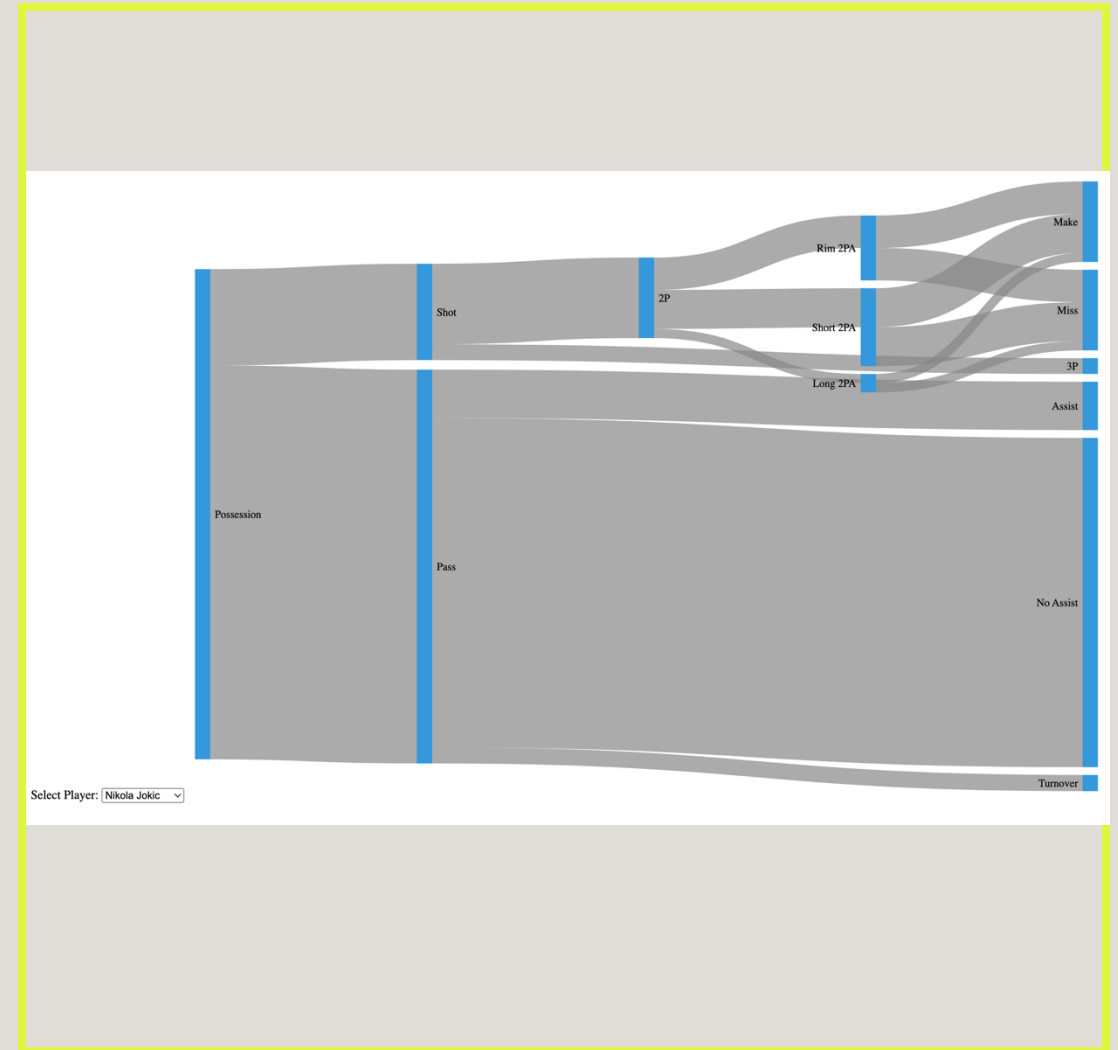 Make
Rim 2PA
2P
Miss
Shot
Short 2PA
3P
Long 2PA
Assist
Possession
Pass
No Assist
Turnover
Select Player: Nikola Jokic